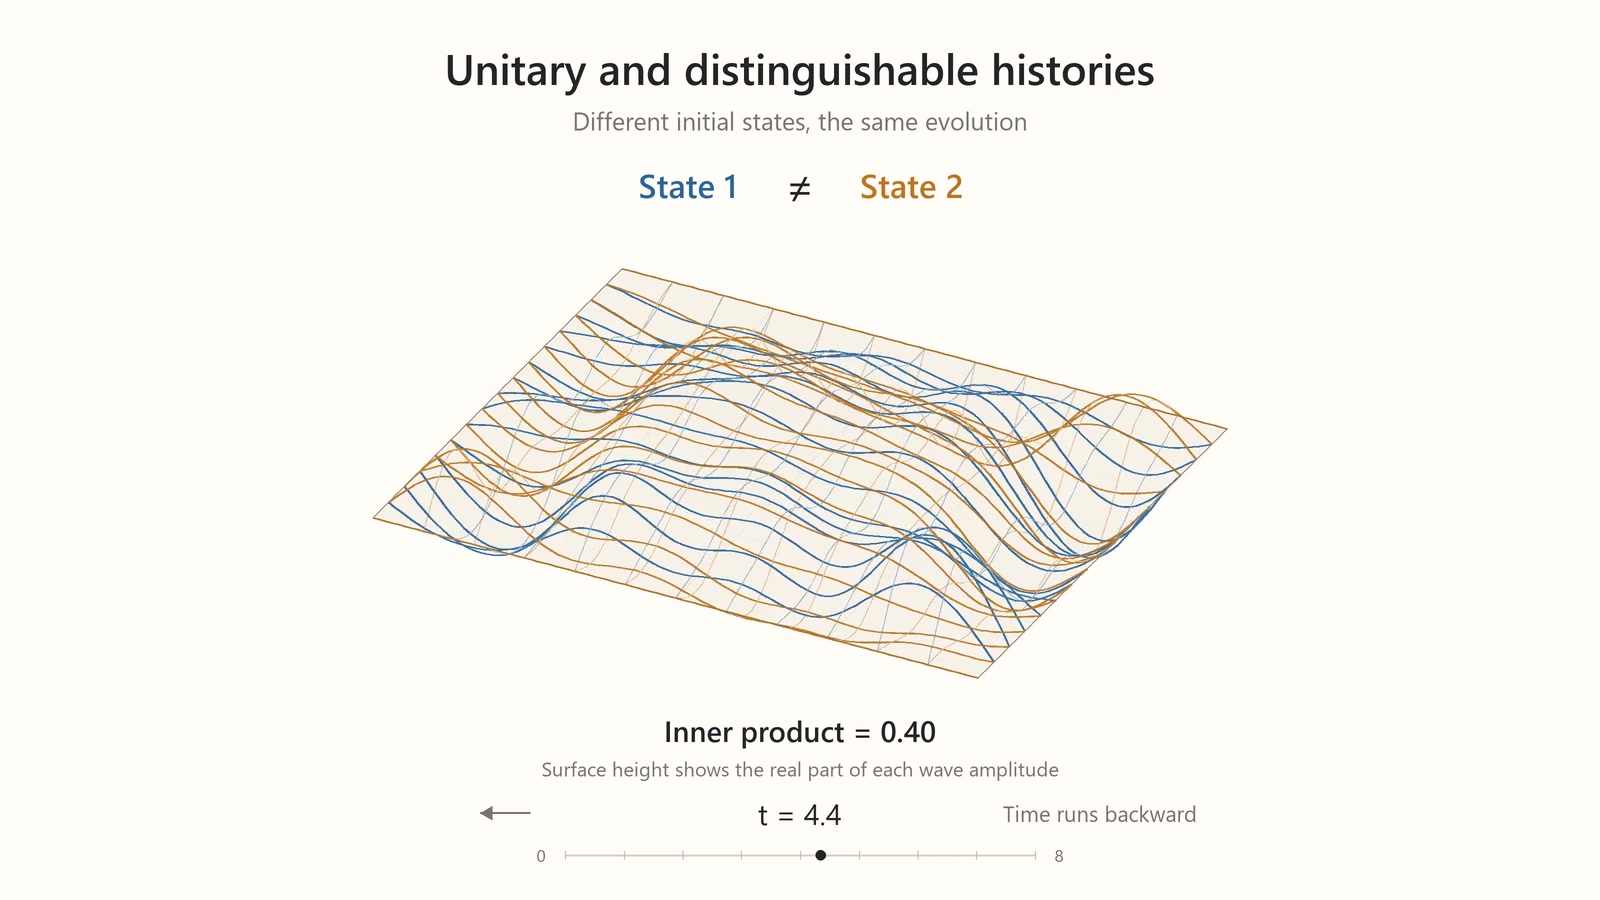 Unitary and distinguishable histories
Different initial states, the same evolution
State 1 ≠ State 2
Inner product = 0.40
Surface height shows the real part of each wave amplitude
t = 4.4 Time runs backward
0 8